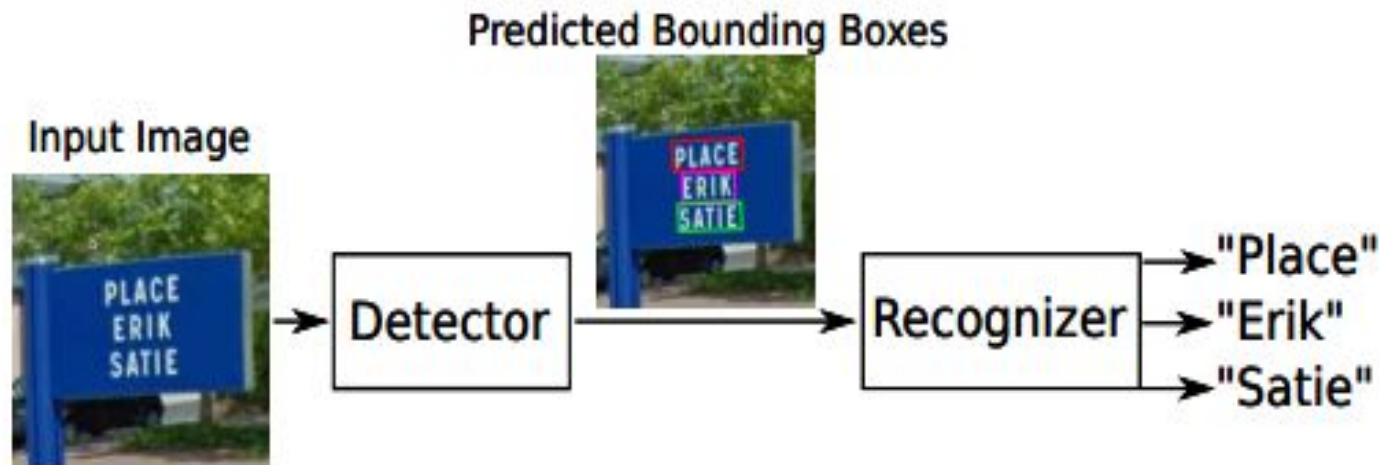 Predicted Bounding Boxes
Input Image
PLACE
ERIK
SATIE
PLACE
ERIK
SATIE
Detector
Recognizer
"Place"
"Erik"
"Satie"